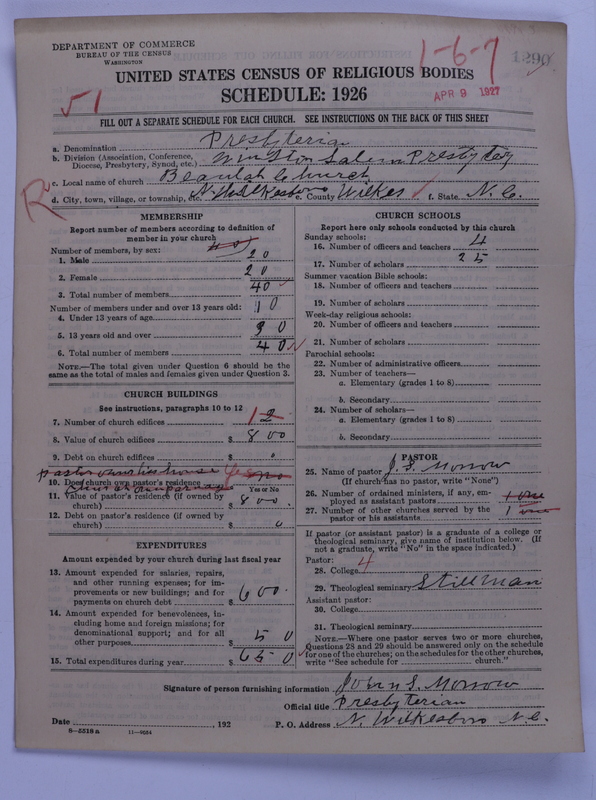 DEPARTMENT OF COMMERCE
BUREAU OF THE CENSUS
WASHINGTON
1-6-7
1290
UNITED STATES CENSUS OF RELIGIOUS BODIES
SCHEDULE: 1926
APR 9 1927
√1
FILL OUT A SEPARATE SCHEDULE FOR EACH CHURCH. SEE INSTRUCTIONS ON THE BACK OF THIS SHEET
a. Denomination Presbyterian
b. Division (Association, Conference, Diocese, Presbytery, Synod, etc.) Winston Salem Presbytery
c. Local name of church Beaulah Church
d. City, town, village, or township, etc. N. Wilkesboro e. County Wilkes f. State N. C.
R
MEMBERSHIP
Report number of members according to definition of member in your church
Number of members, by sex: 40
1. Male 20
2. Female 20
3. Total number of members 40
Number of members under and over 13 years old:
4. Under 13 years of age 10
5. 13 years old and over 30
6. Total number of members 40
NOTE.—The total given under Question 6 should be the same as the total of males and females given under Question 3.
CHURCH BUILDINGS
See instructions, paragraphs 10 to 12
7. Number of church edifices 1 2
8. Value of church edifices $ 800
9. Debt on church edifices $ 0
10. Does church own pastor's residence Yes no
Yes or No
11. Value of pastor's residence (if owned by church) $ 800.
12. Debt on pastor's residence (if owned by church) $ 0
EXPENDITURES
Amount expended by your church during last fiscal year
13. Amount expended for salaries, repairs, and other running expenses; for improvements or new buildings; and for payments on church debt $ 600.
14. Amount expended for benevolences, including home and foreign missions; for denominational support; and for all other purposes $ 50
15. Total expenditures during year $ 650
CHURCH SCHOOLS
Report here only schools conducted by this church
Sunday schools:
16. Number of officers and teachers 4
17. Number of scholars 25
Summer vacation Bible schools:
18. Number of officers and teachers
19. Number of scholars
Week-day religious schools:
20. Number of officers and teachers
21. Number of scholars
Parochial schools:
22. Number of administrative officers
23. Number of teachers—
a. Elementary (grades 1 to 8)
b. Secondary
24. Number of scholars—
a. Elementary (grades 1 to 8)
b. Secondary
PASTOR
25. Name of pastor J. S. Morrow
(If church has no pastor, write "None")
26. Number of ordained ministers, if any, employed as assistant pastors 1 one
27. Number of other churches served by the pastor or his assistants 1 one
If pastor (or assistant pastor) is a graduate of a college or theological seminary, give name of institution below. (If not a graduate, write "No" in the space indicated.)
Pastor:
28. College 4
29. Theological seminary Stillman
Assistant pastor:
30. College
31. Theological seminary
NOTE.—Where one pastor serves two or more churches, Questions 28 and 29 should be answered only on the schedule for one of the churches; on the schedules for the other churches, write "See schedule for church."
Signature of person furnishing information John S. Morrow
Official title Presbyterian
Date , 192 P. O. Address N. Wilkesboro N.C.
8—5518 a 11—9054